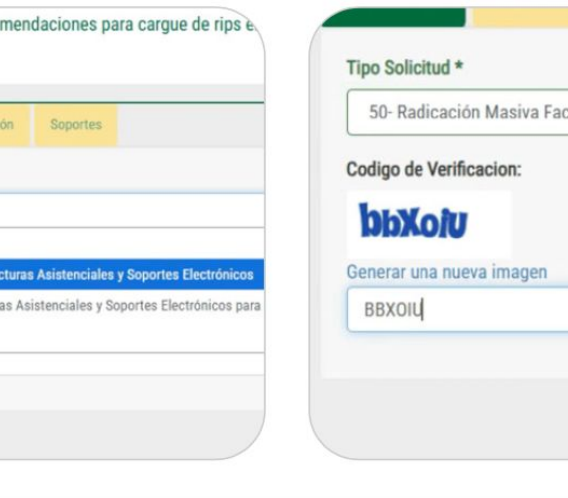 mendaciones para cargue de rips e
ón Soportes
cturas Asistenciales y Soportes Electrónicos
as Asistenciales y Soportes Electrónicos para
Tipo Solicitud *
50- Radicación Masiva Fac
Codigo de Verificacion:
bbXoiU
Generar una nueva imagen
BBXOIU